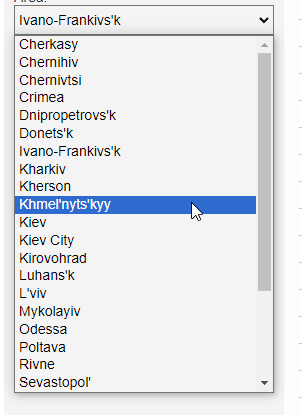 Area:
Ivano-Frankivs'k
Cherkasy
Chernihiv
Chernivtsi
Crimea
Dnipropetrovs'k
Donets'k
Ivano-Frankivs'k
Kharkiv
Kherson
Khmel'nyts'kyy
Kiev
Kiev City
Kirovohrad
Luhans'k
L'viv
Mykolayiv
Odessa
Poltava
Rivne
Sevastopol'